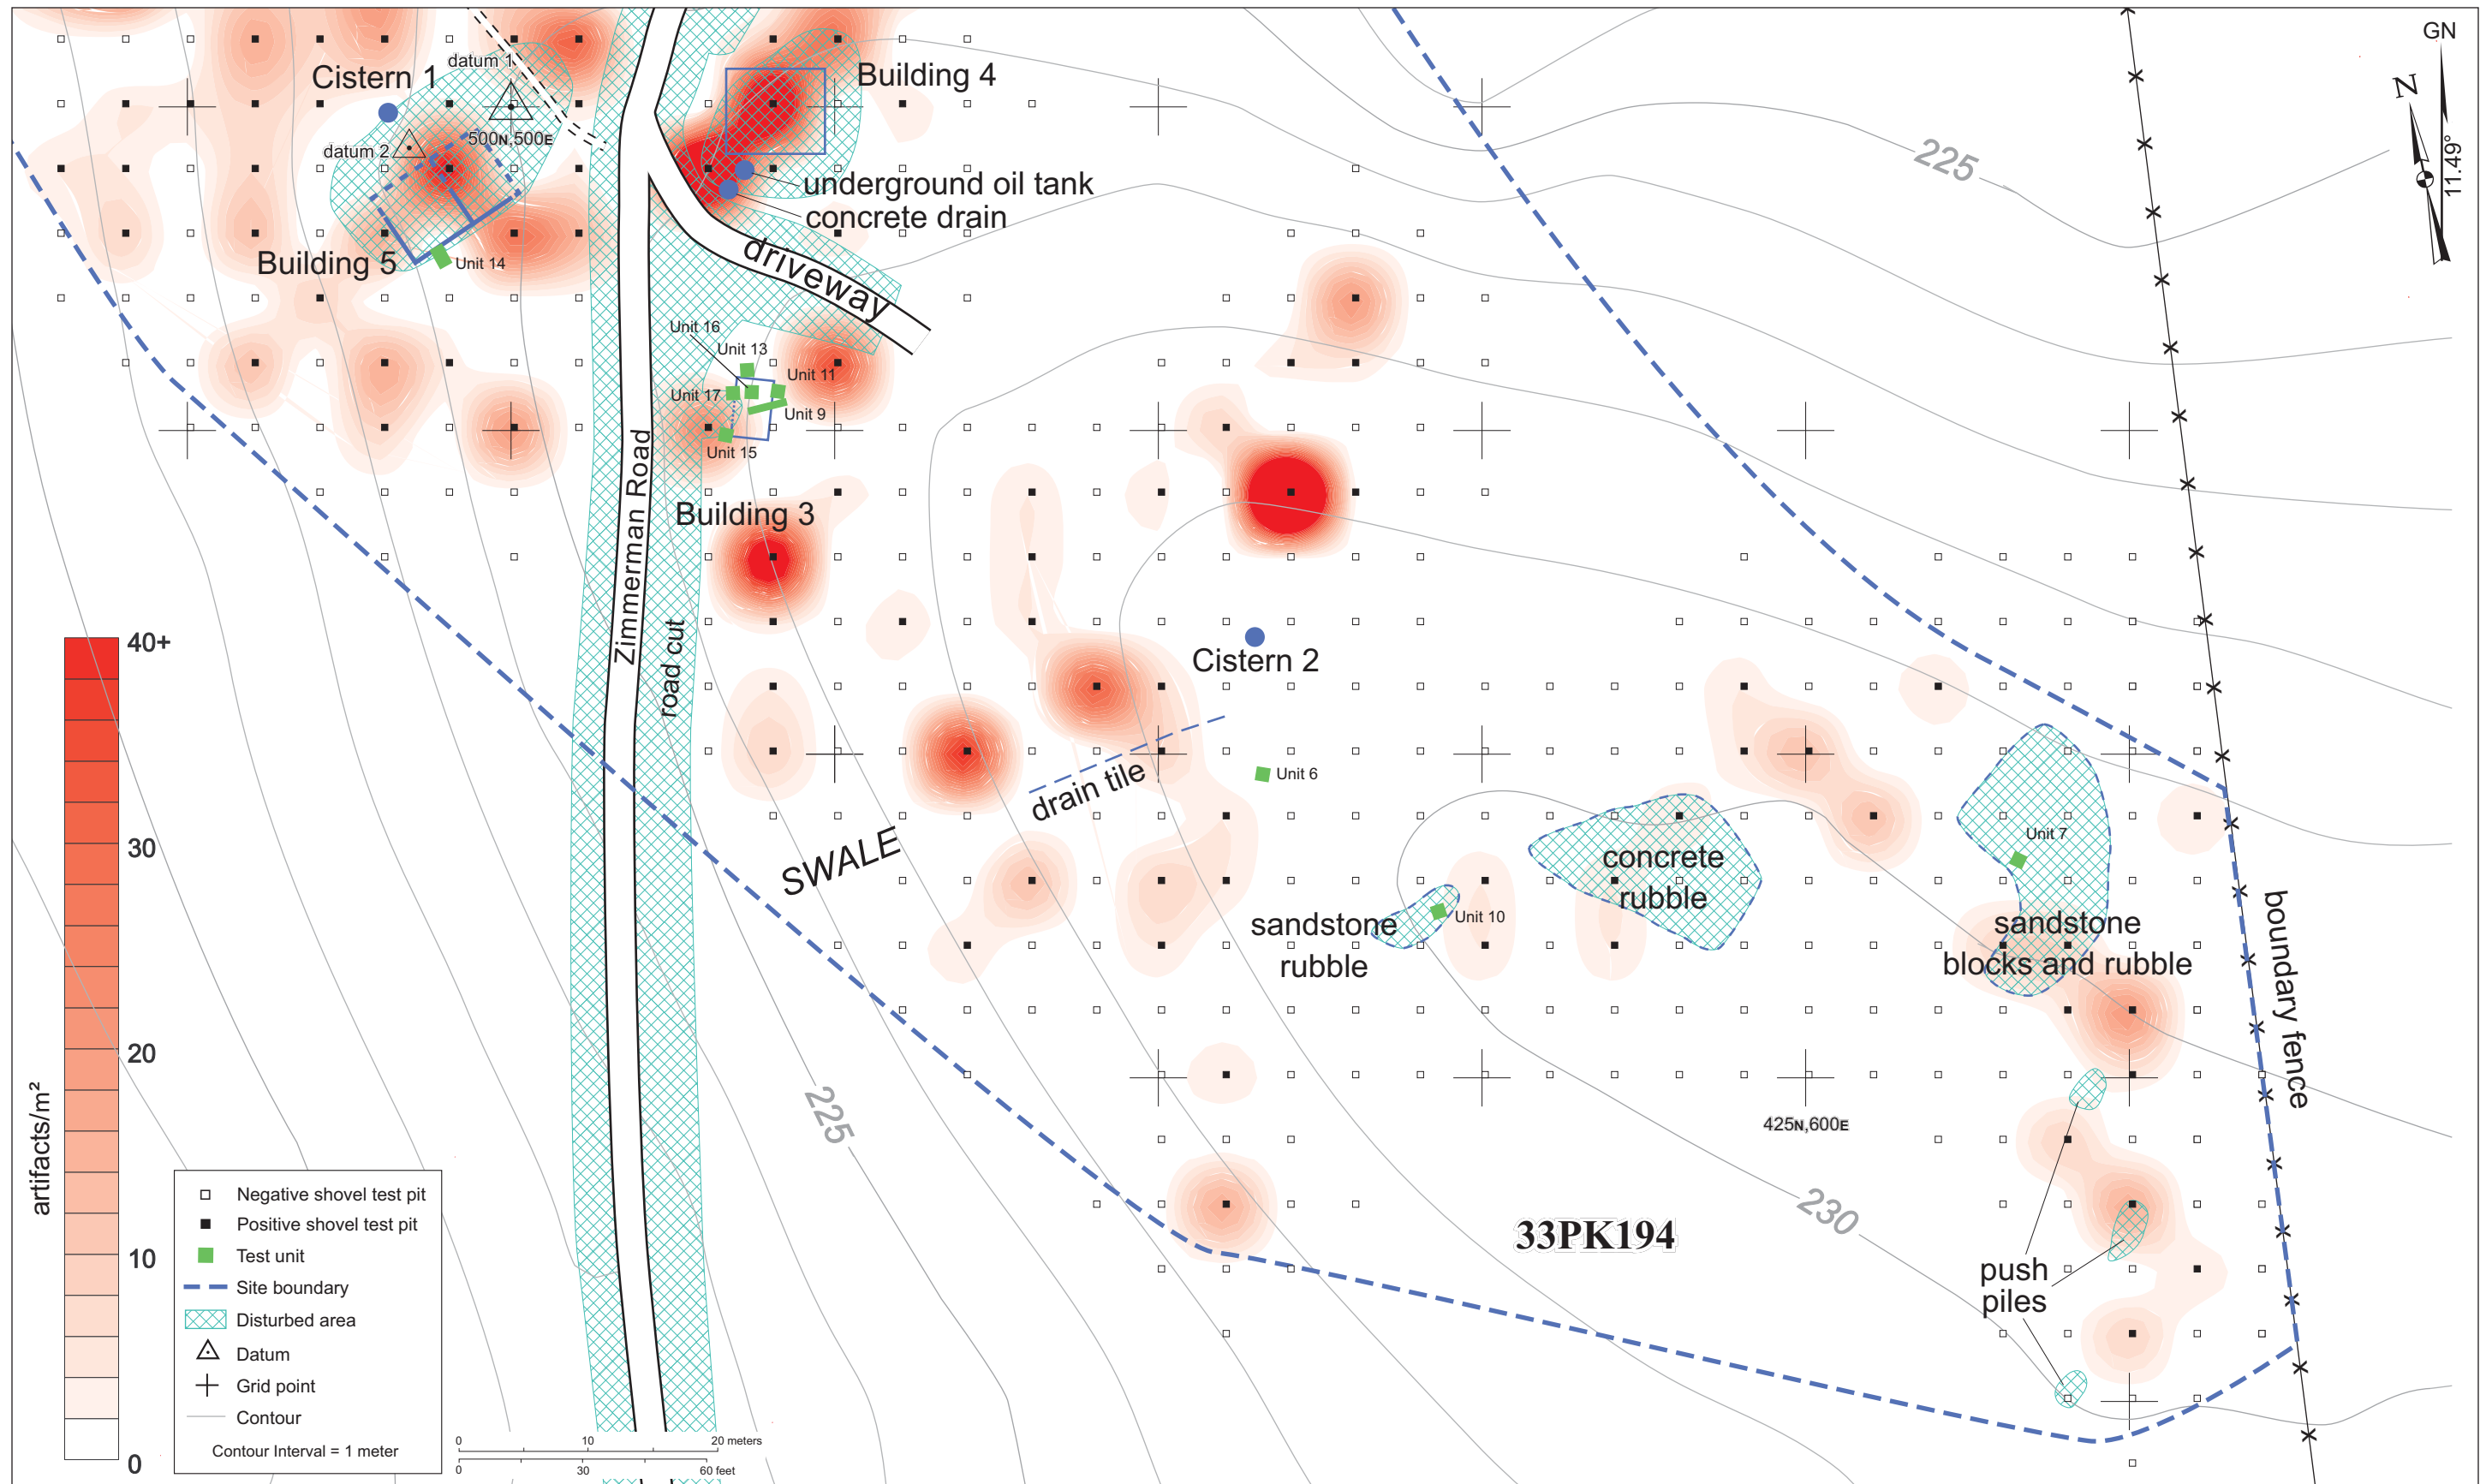 GN
N
11.49°
Cistern 1
datum 1
Building 4
500N,500E
datum 2
225
underground oil tank
concrete drain
Building 5
Unit 14
driveway
Unit 16
Unit 13
Unit 11
Unit 17
Unit 9
Unit 15
Building 3
Zimmerman Road
road cut
Cistern 2
drain tile
Unit 6
SWALE
Unit 7
concrete
rubble
sandstone
rubble
Unit 10
sandstone
blocks and rubble
boundary fence
225
425N,600E
230
33PK194
push
piles
40+
30
20
10
0
artifacts/m²
Negative shovel test pit
Positive shovel test pit
Test unit
Site boundary
Disturbed area
Datum
Grid point
Contour
Contour Interval = 1 meter
0 10 20 meters
0 30 60 feet